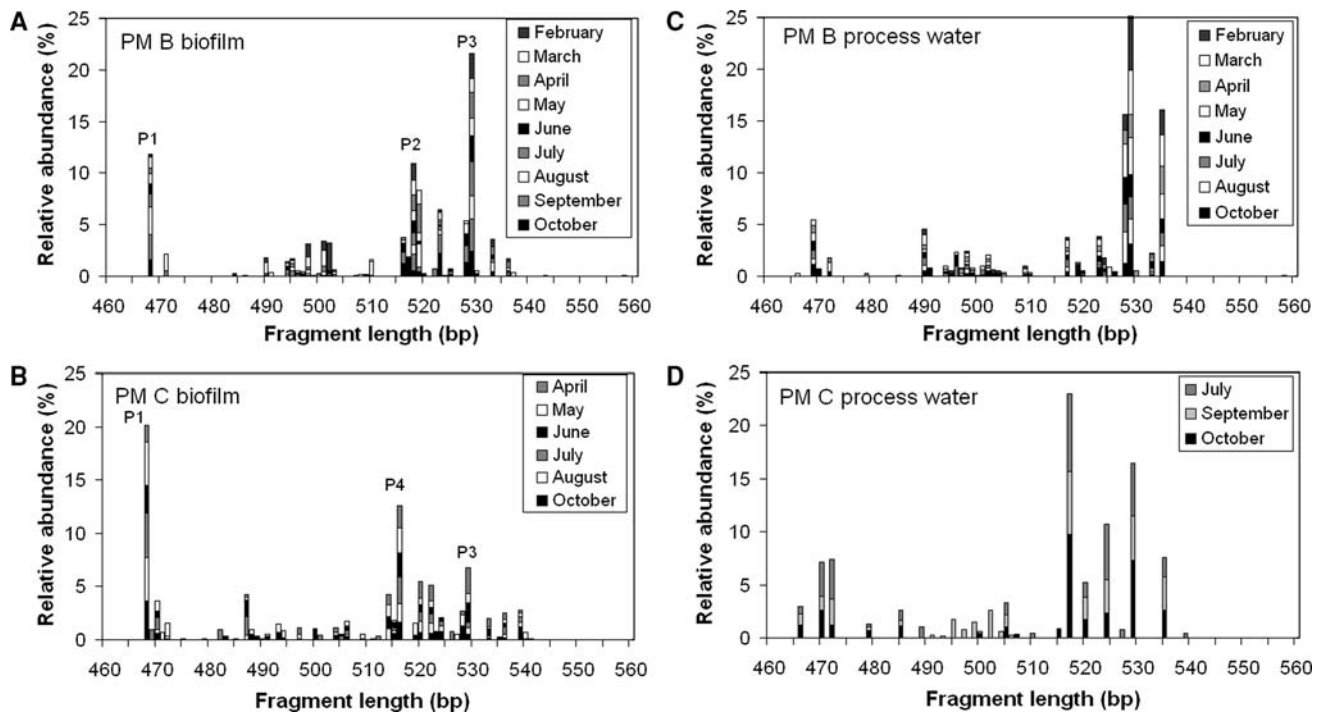 A
PM B biofilm
Relative abundance (%)
25
20
15
10
5
0
P1
P2
P3
February
March
April
May
June
July
August
September
October
460 470 480 490 500 510 520 530 540 550 560
Fragment length (bp)
C
PM B process water
Relative abundance (%)
25
20
15
10
5
0
February
March
April
May
June
July
August
October
460 470 480 490 500 510 520 530 540 550 560
Fragment length (bp)
B
PM C biofilm
Relative abundance (%)
25
20
15
10
5
0
P1
P4
P3
April
May
June
July
August
October
460 470 480 490 500 510 520 530 540 550 560
Fragment length (bp)
D
PM C process water
Relative abundance (%)
25
20
15
10
5
0
July
September
October
460 470 480 490 500 510 520 530 540 550 560
Fragment length (bp)